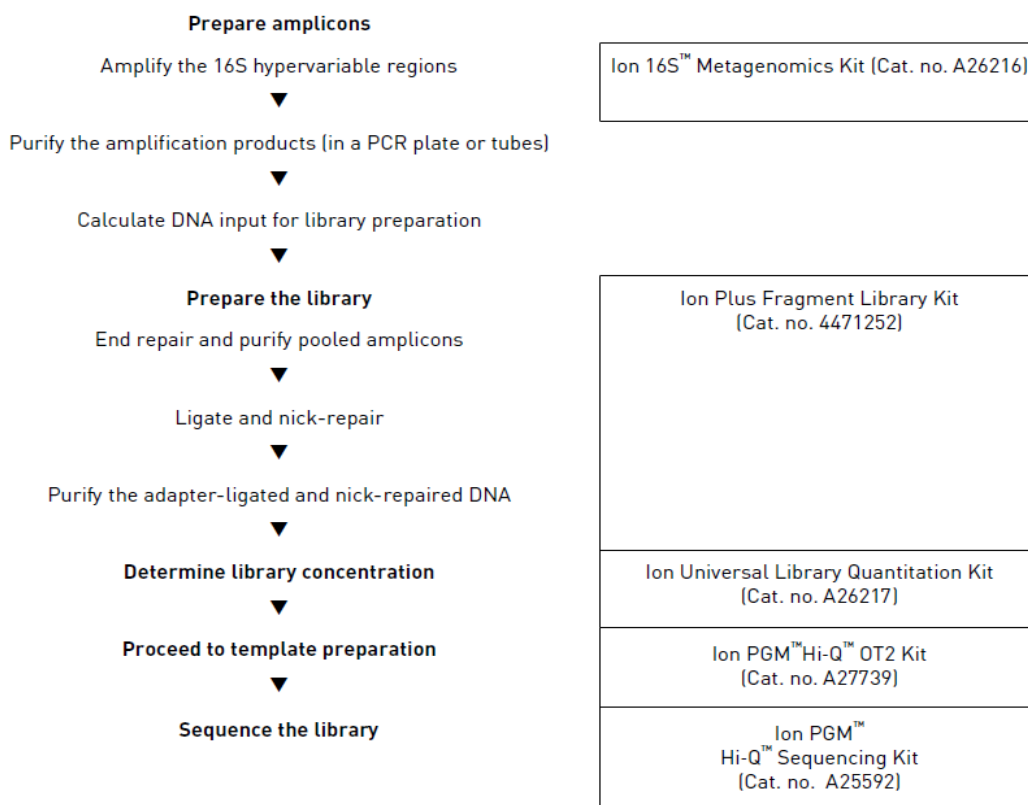 Prepare amplicons
Amplify the 16S hypervariable regions
Ion 16S™ Metagenomics Kit (Cat. no. A26216)
▼
Purify the amplification products (in a PCR plate or tubes)
▼
Calculate DNA input for library preparation
▼
Prepare the library
Ion Plus Fragment Library Kit
(Cat. no. 4471252)
End repair and purify pooled amplicons
▼
Ligate and nick-repair
▼
Purify the adapter-ligated and nick-repaired DNA
▼
Determine library concentration
Ion Universal Library Quantitation Kit
(Cat. no. A26217)
▼
Proceed to template preparation
Ion PGM™Hi-Q™ OT2 Kit
(Cat. no. A27739)
▼
Sequence the library
Ion PGM™
Hi-Q™ Sequencing Kit
(Cat. no. A25592)